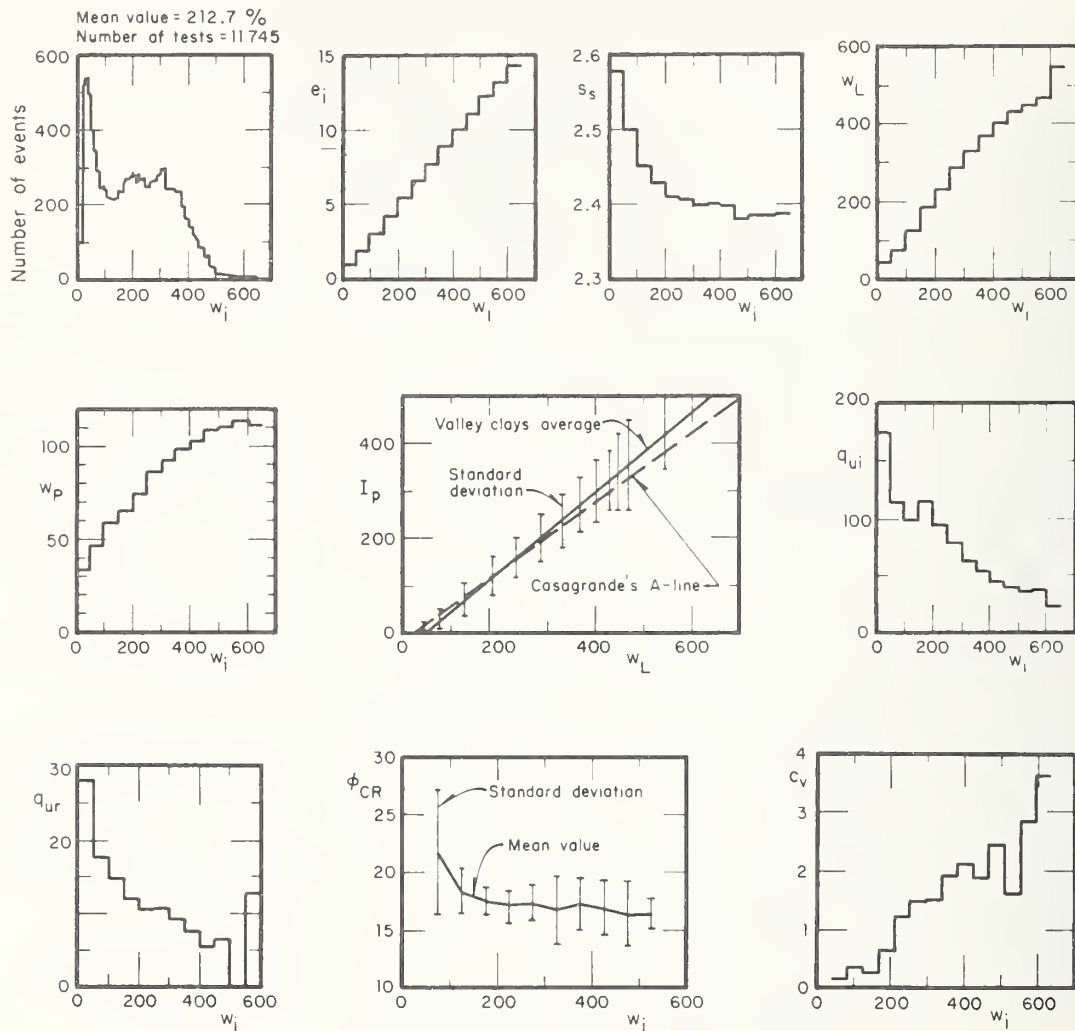 Mean value = 212.7 %
Number of tests = 11745
Number of events
600
400
200
0
0 200 400 600
w_i
e_i
15
10
5
0
0 200 400 600
w_i
S_s
2.6
2.5
2.4
2.3
0 200 400 600
w_i
w_L
600
400
200
0
0 200 400 600
w_i
w_P
100
50
0
0 200 400 600
w_i
I_p
400
200
0
0 200 400 600
w_L
Valley clays average
Standard
deviation
Casagrande's A-line
q_ui
200
100
0
0 200 400 600
w_i
q_ur
30
20
10
0
0 200 400 600
w_i
ϕ_CR
30
25
20
15
10
0 200 400 600
w_i
Standard deviation
Mean value
c_v
4
3
2
1
0
0 200 400 600
w_i